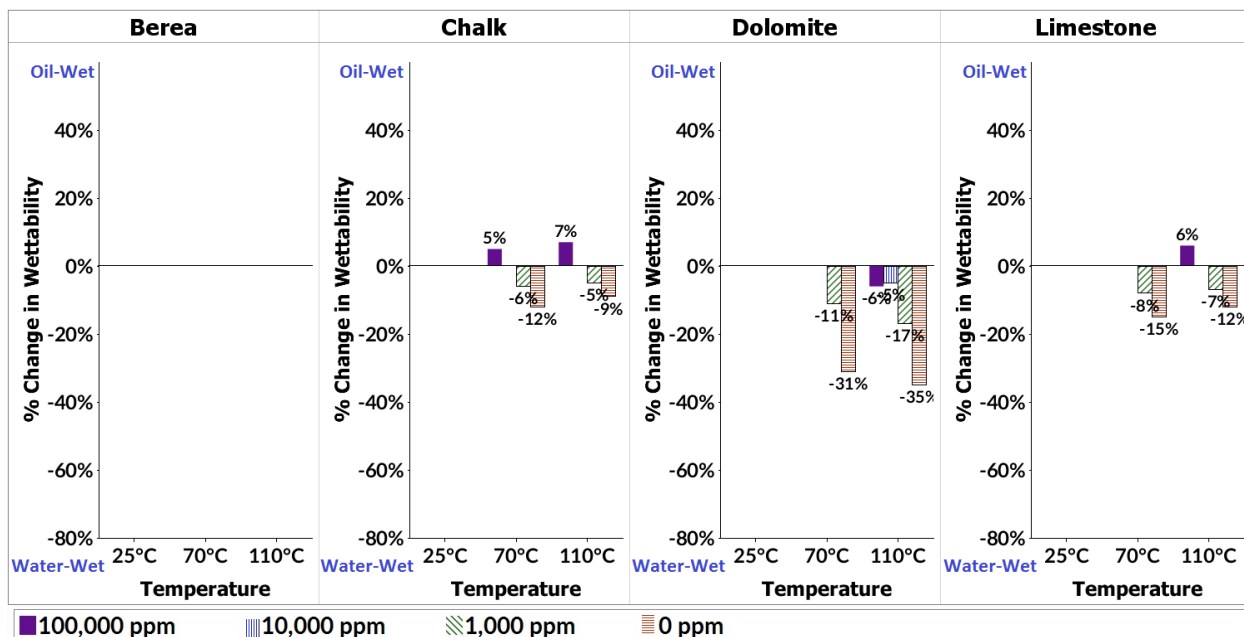 Berea Chalk Dolomite Limestone
Oil-Wet Oil-Wet Oil-Wet Oil-Wet
40% 40% 40% 40%
20% 20% 20% 20%
5% 7% 6%
0% 0% 0% 0%
-6% -12% -5% -9%
-11% -31% -6% -5% -17% -35%
-8% -15% -7% -12%
-20% -20% -20% -20%
-40% -40% -40% -40%
-60% -60% -60% -60%
-80% -80% -80% -80%
% Change in Wettability % Change in Wettability % Change in Wettability % Change in Wettability
25°C 70°C 110°C 25°C 70°C 110°C 25°C 70°C 110°C 25°C 70°C 110°C
Water-Wet Water-Wet Water-Wet Water-Wet
Temperature Temperature Temperature Temperature
100,000 ppm 10,000 ppm 1,000 ppm 0 ppm